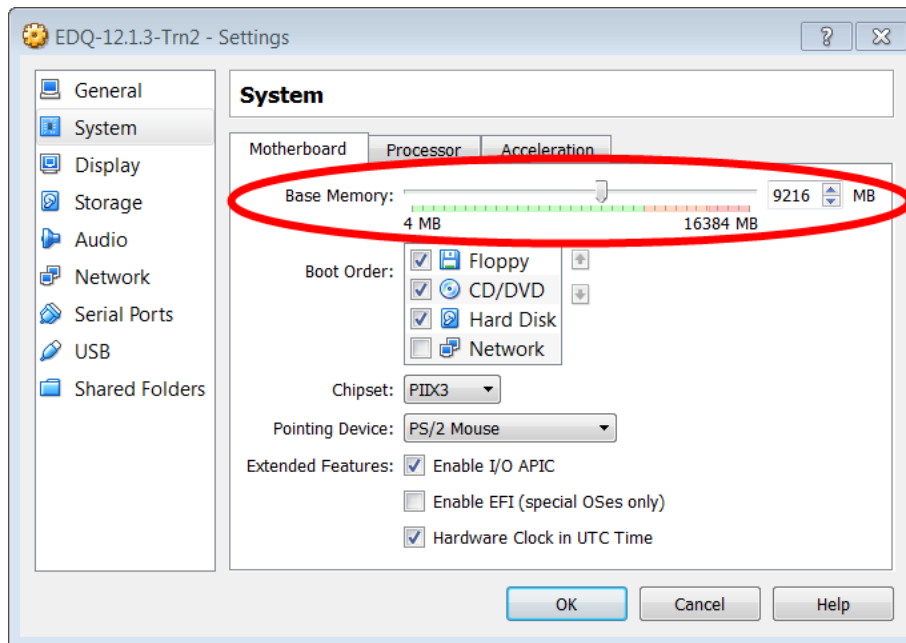 EDQ-12.1.3-Trn2 - Settings
General
System
Display
Storage
Audio
Network
Serial Ports
USB
Shared Folders
System
Motherboard Processor Acceleration
Base Memory: 9216 MB
4 MB 16384 MB
Boot Order: Floppy
CD/DVD
Hard Disk
Network
Chipset: PIIX3
Pointing Device: PS/2 Mouse
Extended Features: Enable I/O APIC
Enable EFI (special OSes only)
Hardware Clock in UTC Time
OK Cancel Help